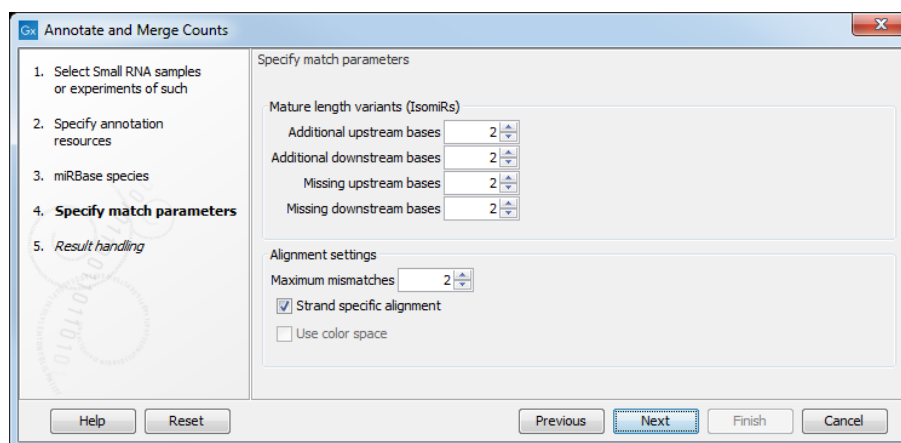 Gx Annotate and Merge Counts
1. Select Small RNA samples
or experiments of such
2. Specify annotation
resources
3. miRBase species
4. Specify match parameters
5. Result handling
Specify match parameters
Mature length variants (IsomiRs)
Additional upstream bases 2
Additional downstream bases 2
Missing upstream bases 2
Missing downstream bases 2
Alignment settings
Maximum mismatches 2
Strand specific alignment
Use color space
Help Reset Previous Next Finish Cancel